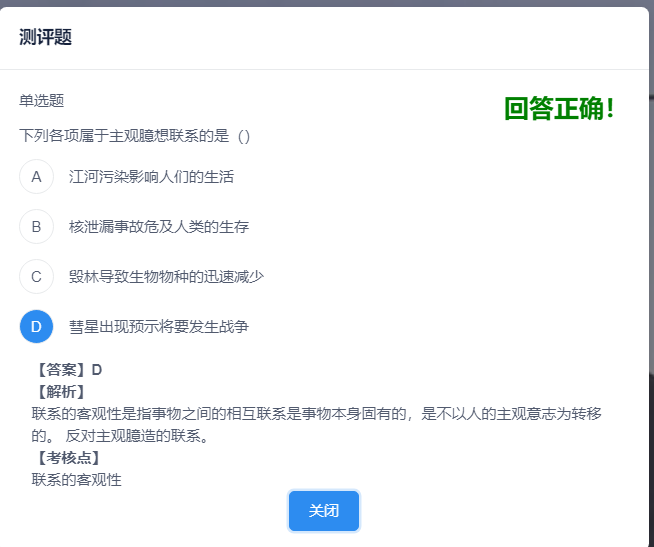 测评题
单选题
回答正确！
下列各项属于主观臆想联系的是（）
A 江河污染影响人们的生活
B 核泄漏事故危及人类的生存
C 毁林导致生物物种的迅速减少
D 彗星出现预示将要发生战争
【答案】D
【解析】
联系的客观性是指事物之间的相互联系是事物本身固有的，是不以人的主观意志为转移
的。 反对主观臆造的联系。
【考核点】
联系的客观性
关闭